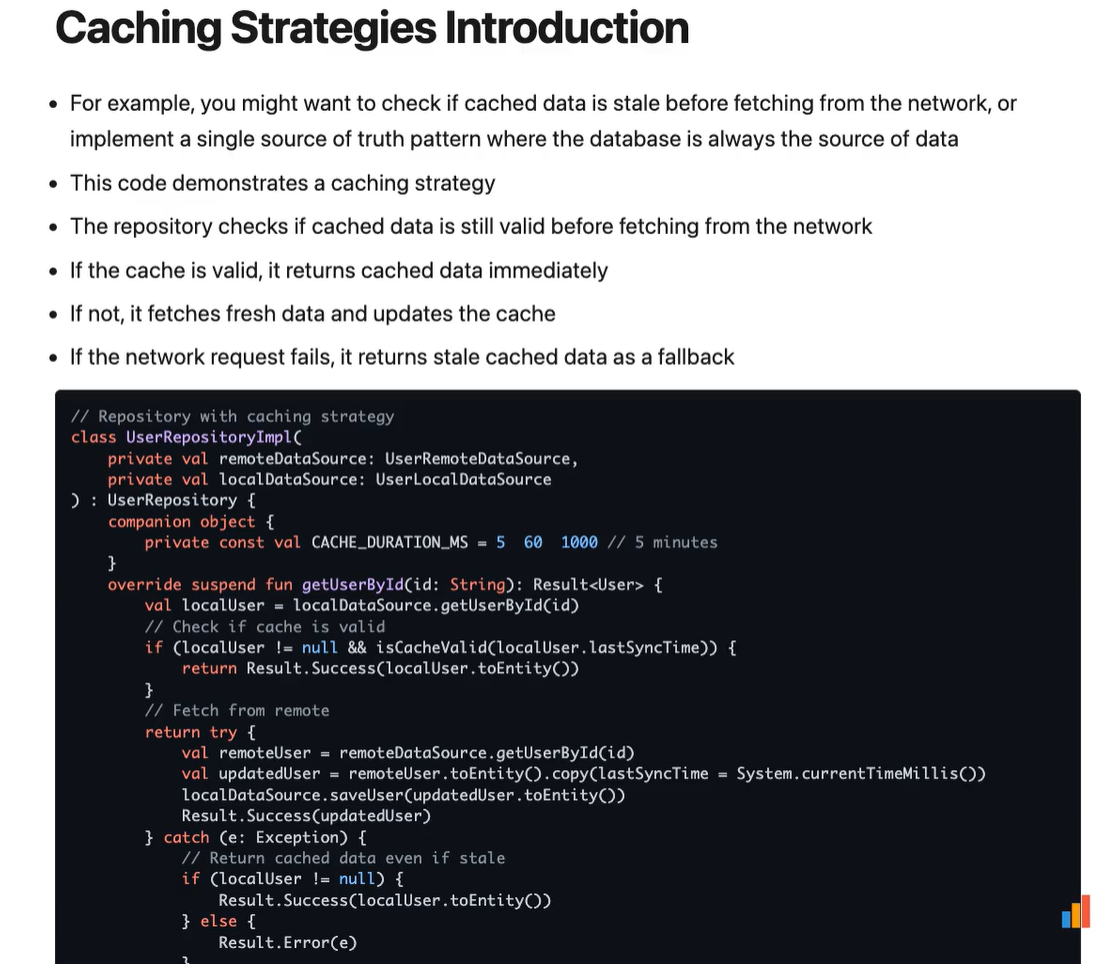 Caching Strategies Introduction
• For example, you might want to check if cached data is stale before fetching from the network, or
implement a single source of truth pattern where the database is always the source of data
• This code demonstrates a caching strategy
• The repository checks if cached data is still valid before fetching from the network
• If the cache is valid, it returns cached data immediately
• If not, it fetches fresh data and updates the cache
• If the network request fails, it returns stale cached data as a fallback
// Repository with caching strategy
class UserRepositoryImpl(
    private val remoteDataSource: UserRemoteDataSource,
    private val localDataSource: UserLocalDataSource
) : UserRepository {
    companion object {
        private const val CACHE_DURATION_MS = 5  60  1000 // 5 minutes
    }
    override suspend fun getUserById(id: String): Result<User> {
        val localUser = localDataSource.getUserById(id)
        // Check if cache is valid
        if (localUser != null && isCacheValid(localUser.lastSyncTime)) {
            return Result.Success(localUser.toEntity())
        }
        // Fetch from remote
        return try {
            val remoteUser = remoteDataSource.getUserById(id)
            val updatedUser = remoteUser.toEntity().copy(lastSyncTime = System.currentTimeMillis())
            localDataSource.saveUser(updatedUser.toEntity())
            Result.Success(updatedUser)
        } catch (e: Exception) {
            // Return cached data even if stale
            if (localUser != null) {
                Result.Success(localUser.toEntity())
            } else {
                Result.Error(e)
            }